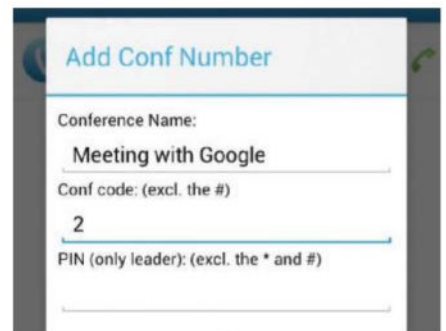 Add Conf Number
Conference Name:
Meeting with Google
Conf code: (excl. the #)
2
PIN (only leader): (excl. the * and #)